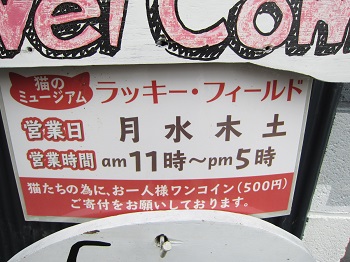 Wel Com
猫の
ミュージアム
ラッキー・フィールド
営業日 月 水 木 土
営業時間 am11時〜pm5時
猫たちの為に、お一人様ワンコイン(500円)
ご寄付をお願いしております。